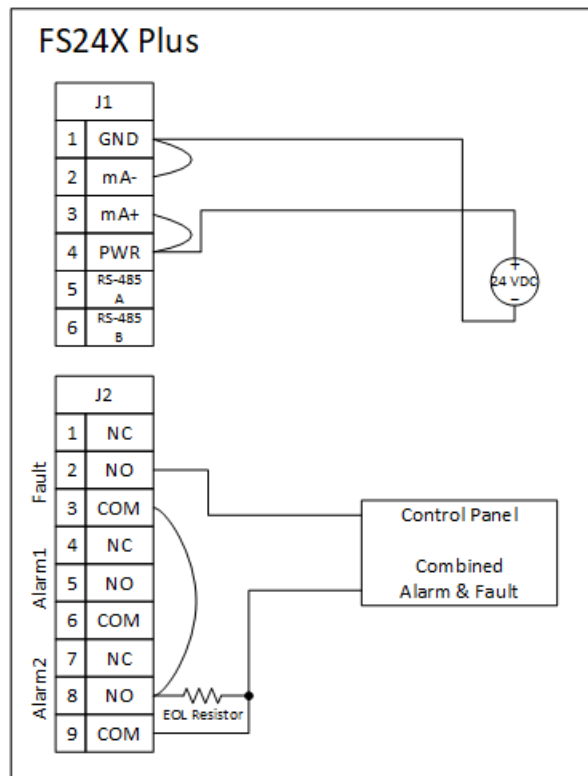 FS24X Plus
J1
1 GND
2 mA-
3 mA+
4 PWR
5 RS-485 A
6 RS-485 B
+
24 VDC
−
J2
Fault
1 NC
2 NO
3 COM
Alarm1
4 NC
5 NO
6 COM
Alarm2
7 NC
8 NO
9 COM
EOL Resistor
Control Panel
Combined
Alarm & Fault